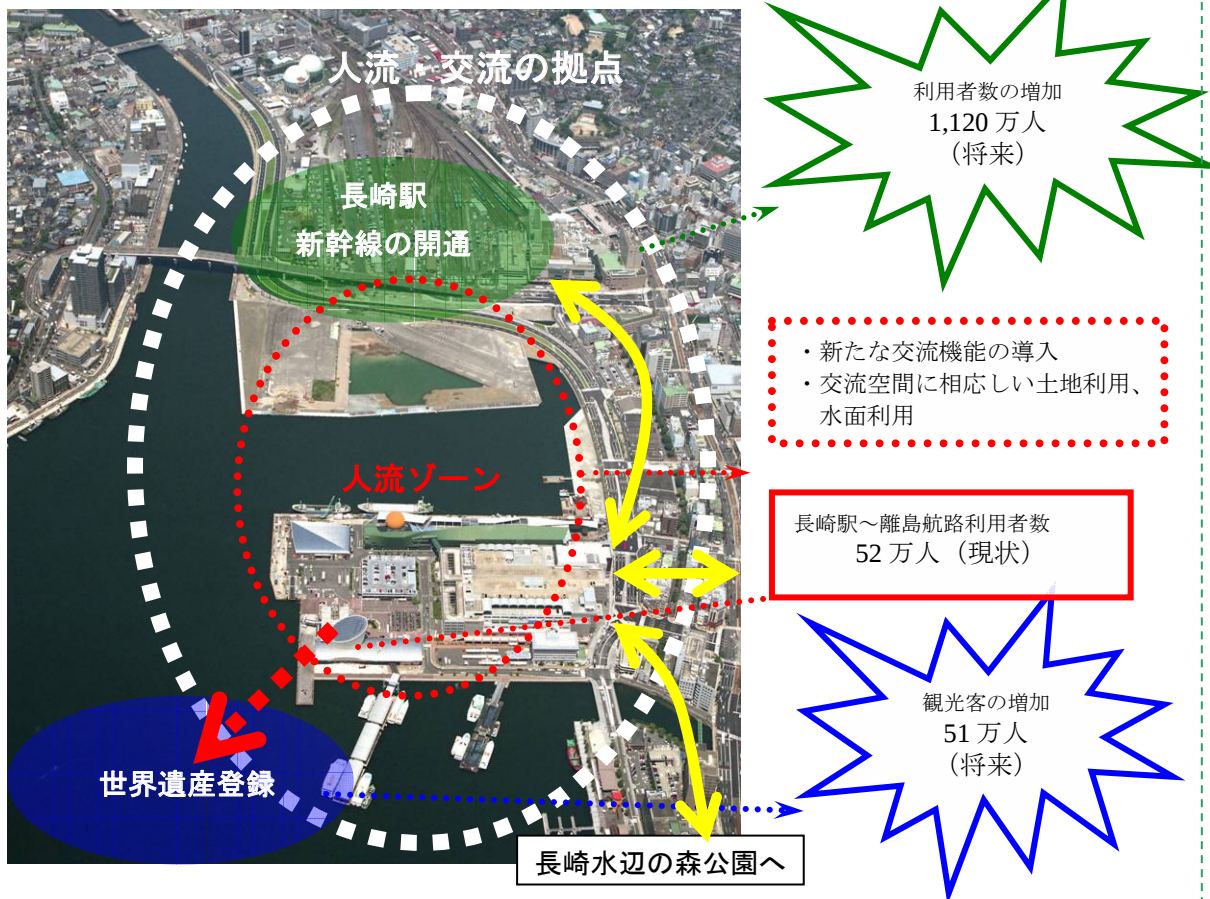 人流・交流の拠点
長崎駅
新幹線の開通
人流ゾーン
世界遺産登録
長崎水辺の森公園へ
利用者数の増加
1,120 万人
（将来）
・新たな交流機能の導入
・交流空間に相応しい土地利用、
水面利用
長崎駅～離島航路利用者数
52 万人（現状）
観光客の増加
51 万人
（将来）